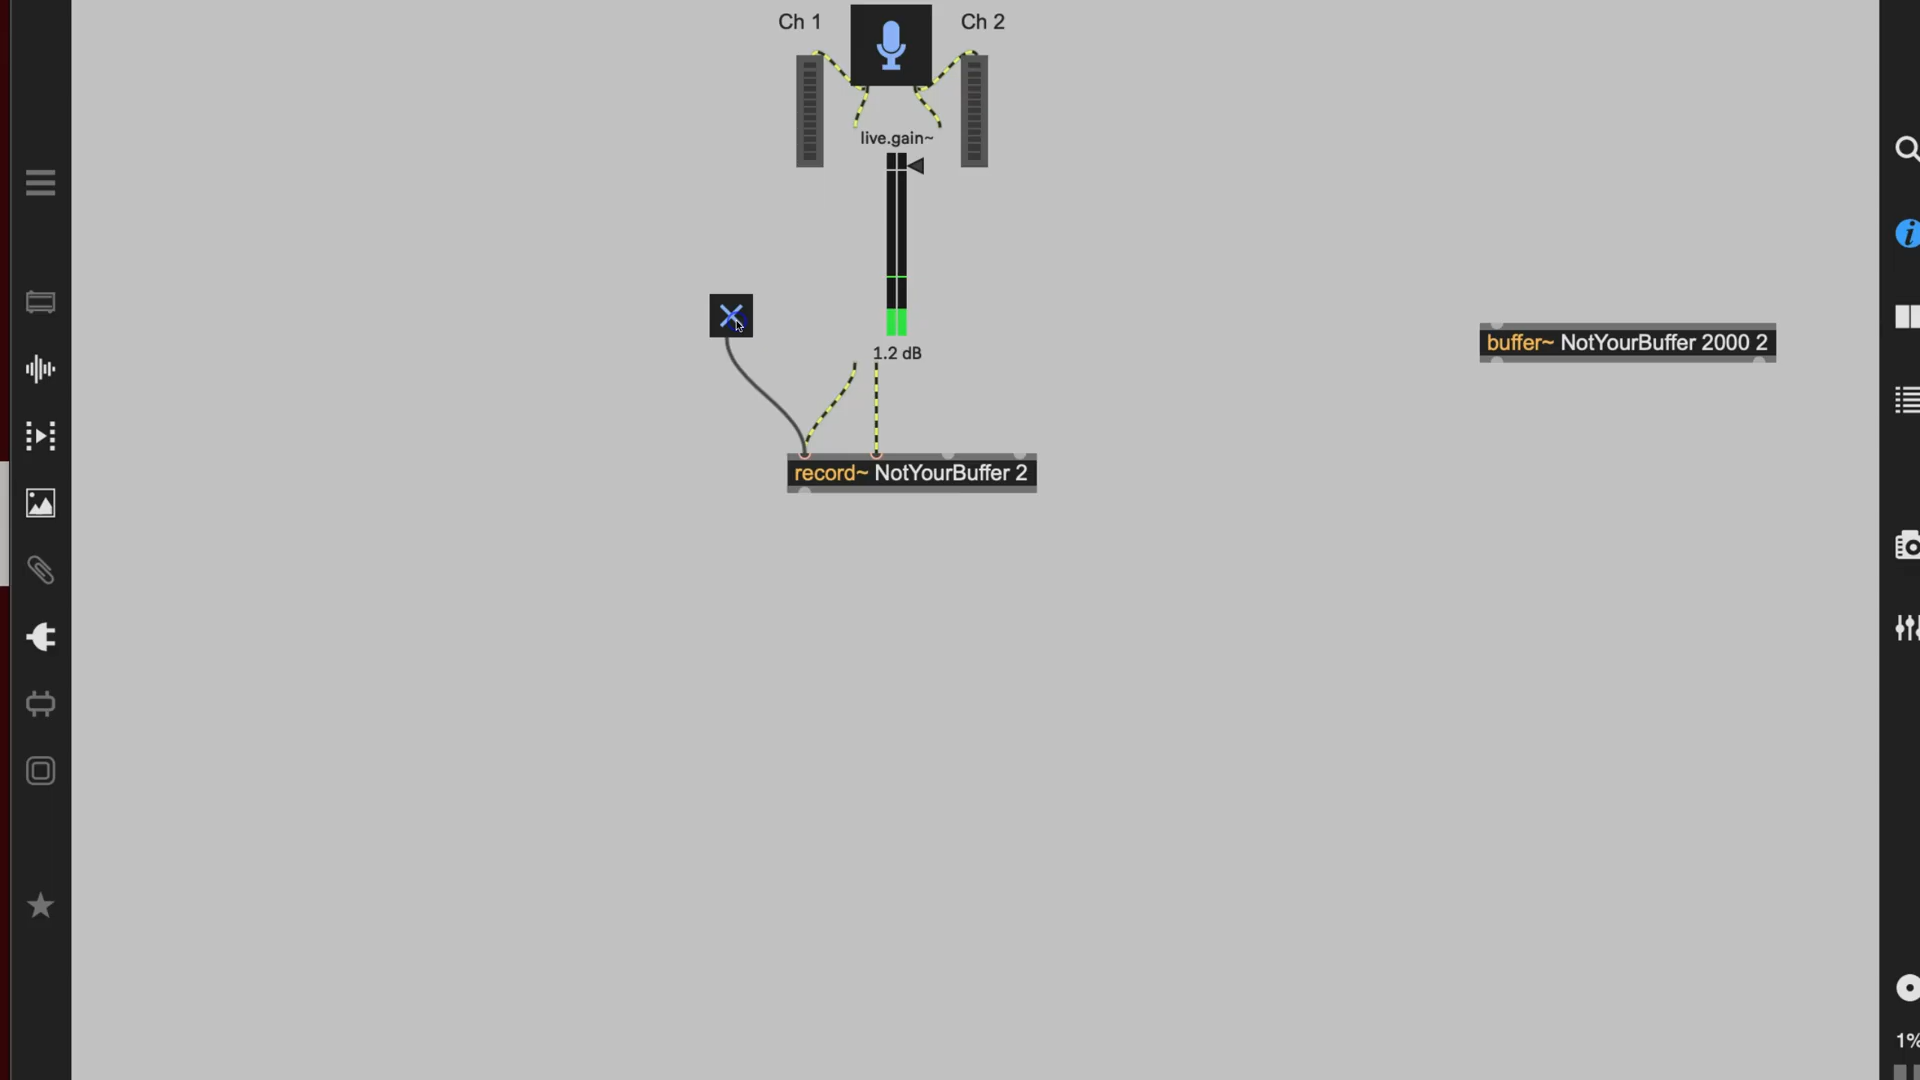 Ch 1
Ch 2
live.gain~
1.2 dB
buffer~ NotYourBuffer 2000 2
record~ NotYourBuffer 2
1%